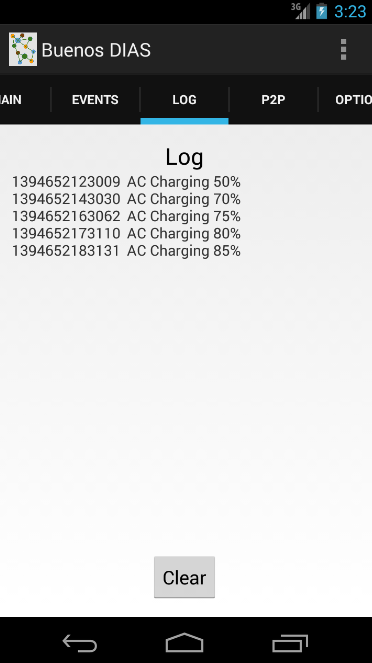 3G 3:23
Buenos DIAS
AIN EVENTS LOG P2P OPTIO
Log
1394652123009 AC Charging 50%
1394652143030 AC Charging 70%
1394652163062 AC Charging 75%
1394652173110 AC Charging 80%
1394652183131 AC Charging 85%
Clear